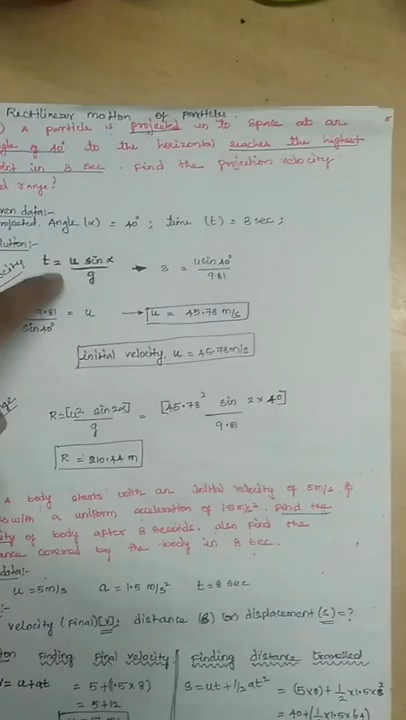 Rectilinear motion of particles.
A particle is projected in to space at an
angle of 40° to the horizontal reaches the highest
point in 3 sec. Find the projection velocity
range?
Given data:-
projected. Angle (α) = 40°; time (t) = 3 sec;
Solution:-
t = u sin α / g → 3 = u sin 40° / 9.81
9.81 / sin 40° = u → u = 45.78 m/s
initial velocity, u = 45.78 m/s
R = [u² sin 2α] / g = [45.78² sin 2×40] / 9.81
R = 210.44 m
A body starts with an initial velocity of 5 m/s &
with a uniform acceleration of 1.5 m/s². Find the
of body after 8 seconds. also find the
covered by the body in 8 sec.
data:-
u = 5 m/s a = 1.5 m/s² t = 8 sec
velocity (final)[v]: distance (s) (or) displacement (s) = ?
Finding Final velocity. Finding distance travelled
v = u+at = 5+(1.5×8) S = ut + 1/2 at² = (5×8) + 1/2 × 1.5 × 8²
= 5+12 = 40 + (1/2 × 1.5 × 64)